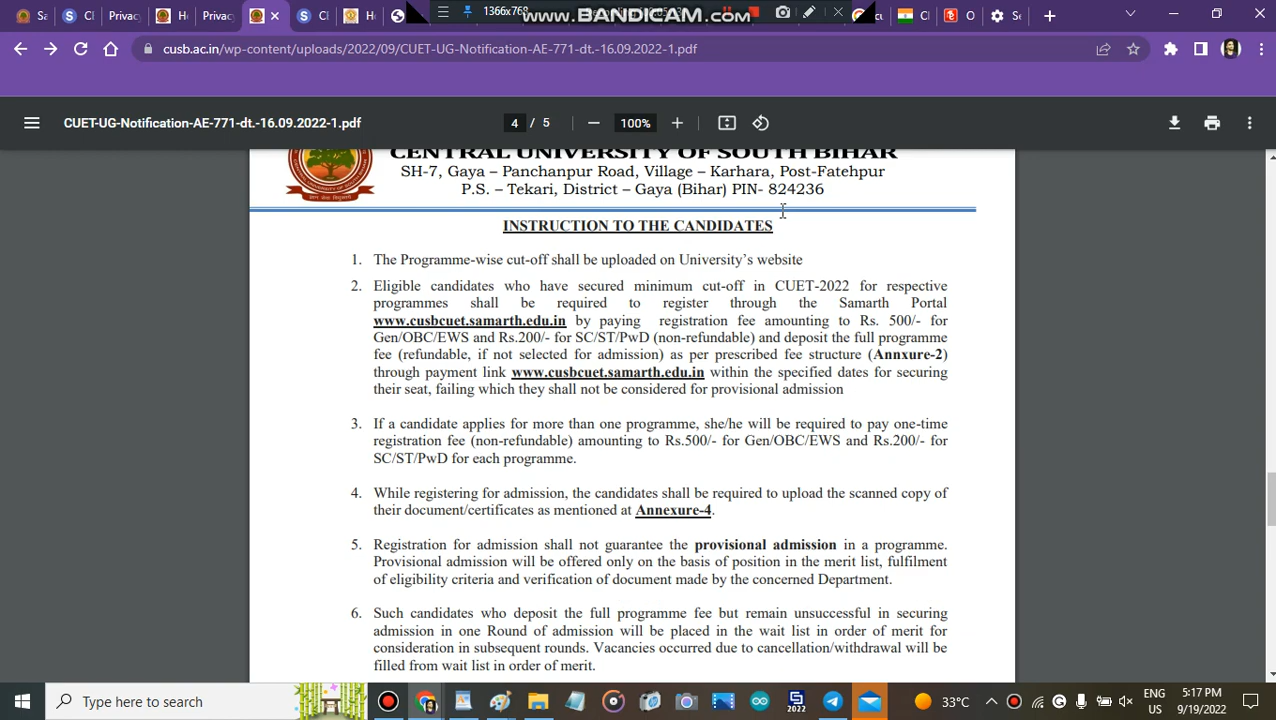 Sa
Privac
He
Privac
C
He
1366x768
www.BANDICAM.com
cu
Cl
O
Se
cusb.ac.in/wp-content/uploads/2022/09/CUET-UG-Notification-AE-771-dt.-16.09.2022-1.pdf
CUET-UG-Notification-AE-771-dt.-16.09.2022-1.pdf
4 / 5
100%
CENTRAL UNIVERSITY OF SOUTH BIHAR
SH-7, Gaya – Panchanpur Road, Village – Karhara, Post-Fatehpur
P.S. – Tekari, District – Gaya (Bihar) PIN- 824236
INSTRUCTION TO THE CANDIDATES
1. The Programme-wise cut-off shall be uploaded on University's website
2. Eligible candidates who have secured minimum cut-off in CUET-2022 for respective
programmes shall be required to register through the Samarth Portal
www.cusbcuet.samarth.edu.in by paying registration fee amounting to Rs. 500/- for
Gen/OBC/EWS and Rs.200/- for SC/ST/PwD (non-refundable) and deposit the full programme
fee (refundable, if not selected for admission) as per prescribed fee structure (Annxure-2)
through payment link www.cusbcuet.samarth.edu.in within the specified dates for securing
their seat, failing which they shall not be considered for provisional admission
3. If a candidate applies for more than one programme, she/he will be required to pay one-time
registration fee (non-refundable) amounting to Rs.500/- for Gen/OBC/EWS and Rs.200/- for
SC/ST/PwD for each programme.
4. While registering for admission, the candidates shall be required to upload the scanned copy of
their document/certificates as mentioned at Annexure-4.
5. Registration for admission shall not guarantee the provisional admission in a programme.
Provisional admission will be offered only on the basis of position in the merit list, fulfilment
of eligibility criteria and verification of document made by the concerned Department.
6. Such candidates who deposit the full programme fee but remain unsuccessful in securing
admission in one Round of admission will be placed in the wait list in order of merit for
consideration in subsequent rounds. Vacancies occurred due to cancellation/withdrawal will be
filled from wait list in order of merit.
Type here to search
2022
33°C
ENG
US
5:17 PM
9/19/2022